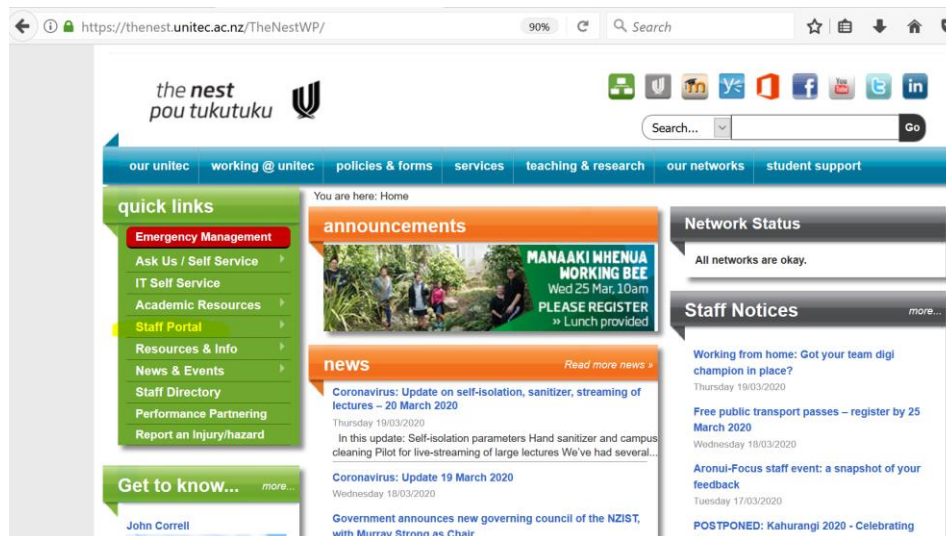 https://thenest.unitec.ac.nz/TheNestWP/
90%
Search
the nest
pou tukutuku
Search...
Go
our unitec
working @ unitec
policies & forms
services
teaching & research
our networks
student support
quick links
Emergency Management
Ask Us / Self Service
IT Self Service
Academic Resources
Staff Portal
Resources & Info
News & Events
Staff Directory
Performance Partnering
Report an Injury/hazard
Get to know...
more...
John Correll
You are here: Home
announcements
MANAAKI WHENUA
WORKING BEE
Wed 25 Mar, 10am
PLEASE REGISTER
» Lunch provided
news
Read more news »
Coronavirus: Update on self-isolation, sanitizer, streaming of
lectures – 20 March 2020
Thursday 19/03/2020
In this update: Self-isolation parameters Hand sanitizer and campus
cleaning Pilot for live-streaming of large lectures We've had several...
Coronavirus: Update 19 March 2020
Wednesday 18/03/2020
Government announces new governing council of the NZIST,
with Murray Strong as Chair
Network Status
All networks are okay.
Staff Notices
more...
Working from home: Got your team digi
champion in place?
Thursday 19/03/2020
Free public transport passes – register by 25
March 2020
Wednesday 18/03/2020
Aronui-Focus staff event: a snapshot of your
feedback
Tuesday 17/03/2020
POSTPONED: Kahurangi 2020 - Celebrating